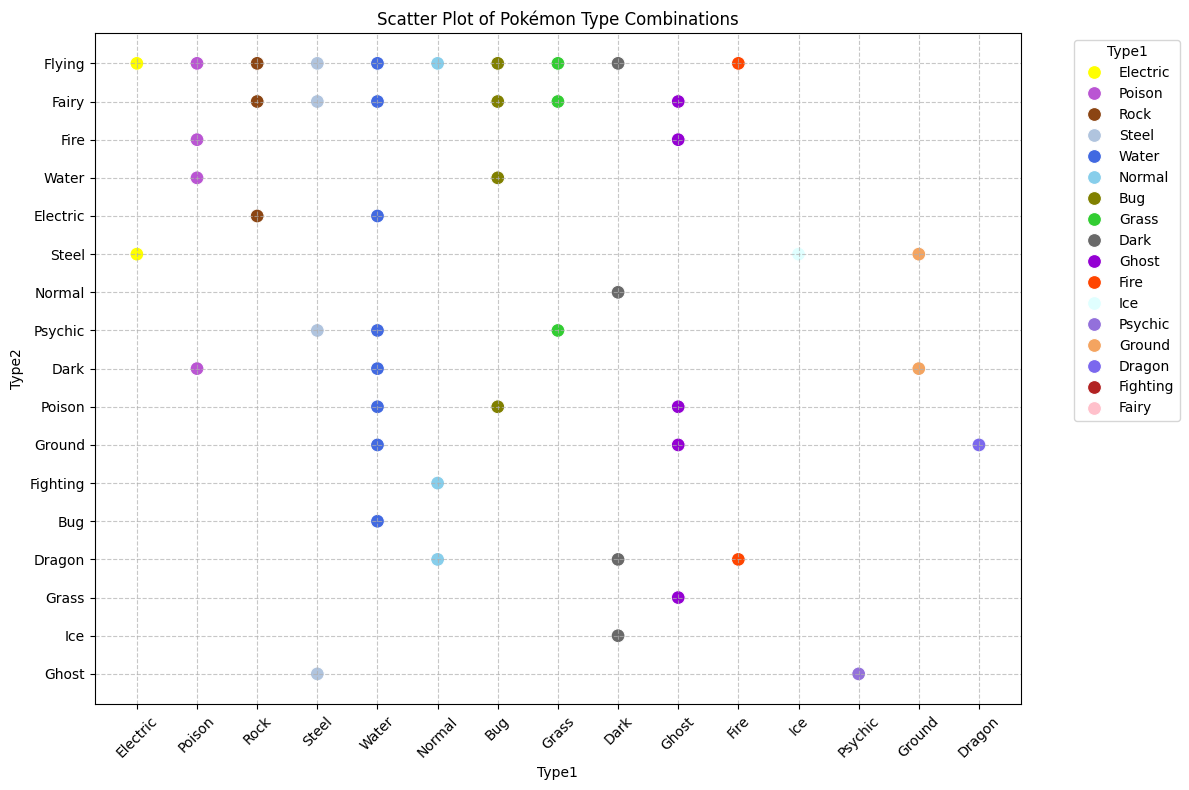 Scatter Plot of Pokémon Type Combinations
Type2
Flying
Fairy
Fire
Water
Electric
Steel
Normal
Psychic
Dark
Poison
Ground
Fighting
Bug
Dragon
Grass
Ice
Ghost
Electric
Poison
Rock
Steel
Water
Normal
Bug
Grass
Dark
Ghost
Fire
Ice
Psychic
Ground
Dragon
Type1
Type1
Electric
Poison
Rock
Steel
Water
Normal
Bug
Grass
Dark
Ghost
Fire
Ice
Psychic
Ground
Dragon
Fighting
Fairy